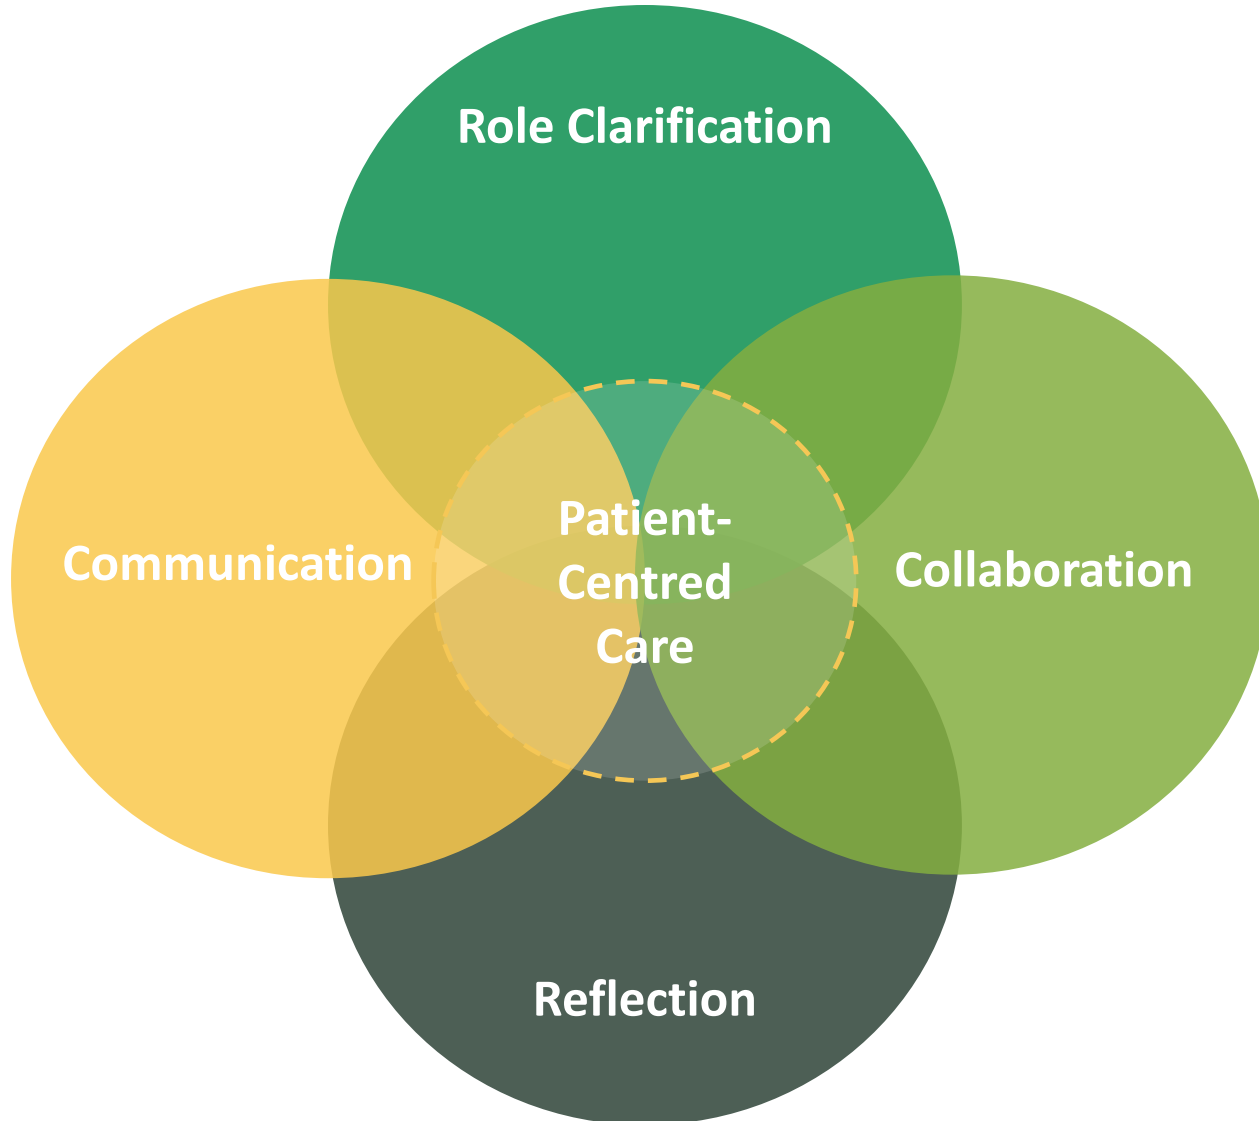 Role Clarification
Communication
Patient-
Centred
Care
Collaboration
Reflection